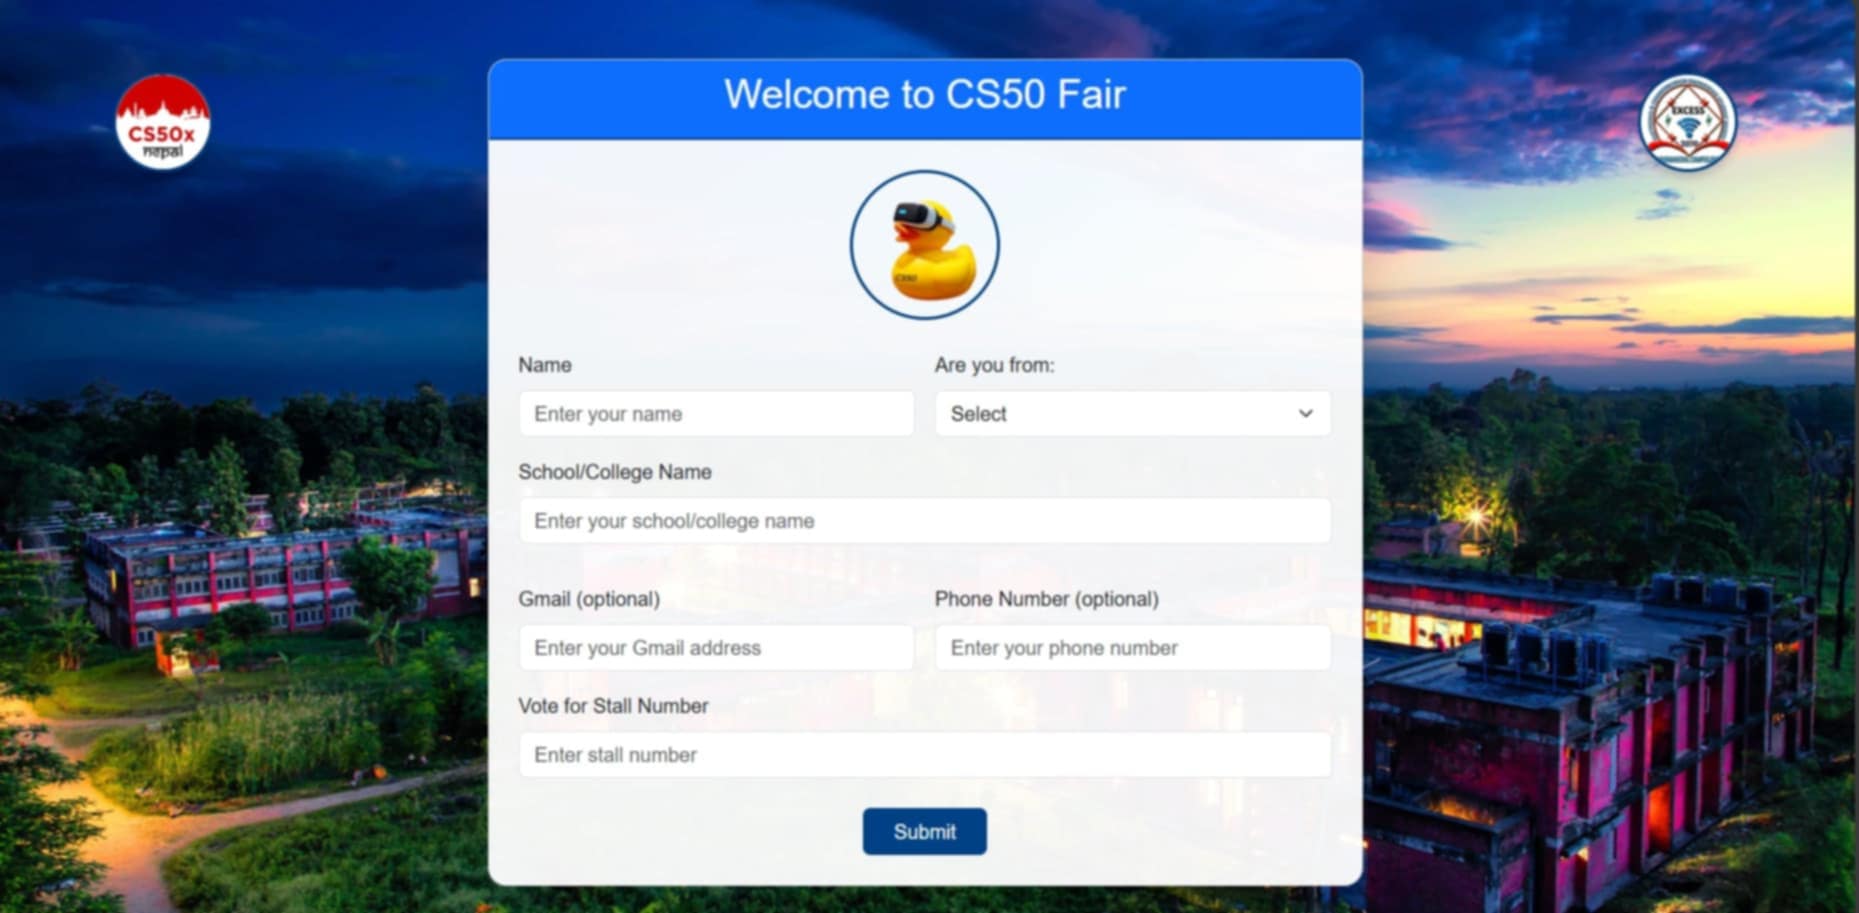 Welcome to CS50 Fair
CS50x
nepal
EXCESS
CS50
Name
Are you from:
Enter your name
Select
School/College Name
Enter your school/college name
Gmail (optional)
Phone Number (optional)
Enter your Gmail address
Enter your phone number
Vote for Stall Number
Enter stall number
Submit